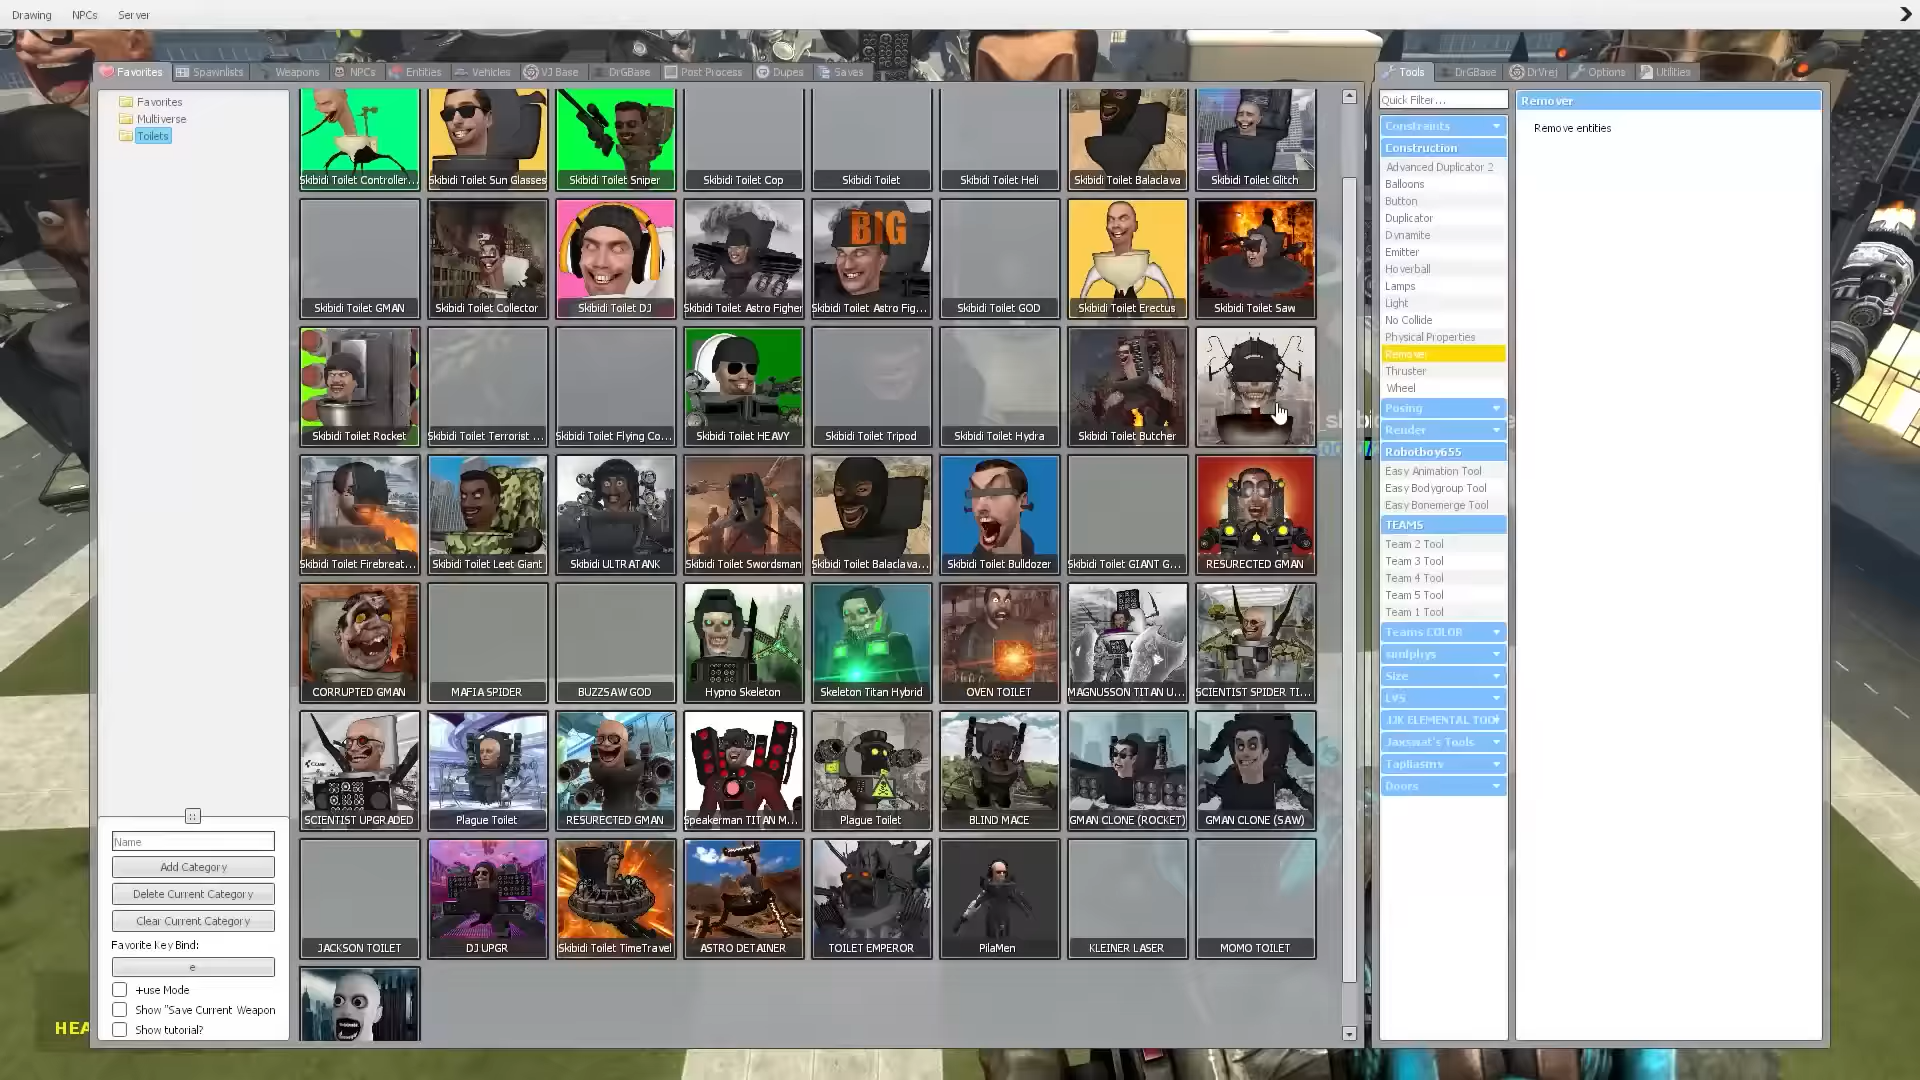 Drawing NPCs Server
Favorites Spawnlists Weapons NPCs Entities Vehicles VJ Base DrGBase Post Process Dupes Saves
Tools DrGBase DrVrej Options Utilities
Favorites
Multiverse
Toilets
Name
Add Category
Delete Current Category
Clear Current Category
Favorite Key Bind:
e
+use Mode
Show "Save Current Weapon
Show tutorial?
HEA
Skibidi Toilet Controller... Skibidi Toilet Sun Glasses Skibidi Toilet Sniper Skibidi Toilet Cop Skibidi Toilet Skibidi Toilet Heli Skibidi Toilet Balaclava Skibidi Toilet Glitch
BIG
Skibidi Toilet GMAN Skibidi Toilet Collector Skibidi Toilet DJ Skibidi Toilet Astro Figher Skibidi Toilet Astro Fig... Skibidi Toilet GOD Skibidi Toilet Erectus Skibidi Toilet Saw
Skibidi Toilet Rocket Skibidi Toilet Terrorist ... Skibidi Toilet Flying Co... Skibidi Toilet HEAVY Skibidi Toilet Tripod Skibidi Toilet Hydra Skibidi Toilet Butcher
Skibidi Toilet Firebreat... Skibidi Toilet Leet Giant Skibidi ULTRATANK Skibidi Toilet Swordsman Skibidi Toilet Balaclava... Skibidi Toilet Bulldozer Skibidi Toilet GIANT G... RESURECTED GMAN
CORRUPTED GMAN MAFIA SPIDER BUZZSAW GOD Hypno Skeleton Skeleton Titan Hybrid OVEN TOILET MAGNUSSON TITAN U... SCIENTIST SPIDER TI...
SCIENTIST UPGRADED Plague Toilet RESURECTED GMAN Speakerman TITAN M... Plague Toilet BLIND MACE GMAN CLONE (ROCKET) GMAN CLONE (SAW)
JACKSON TOILET DJ UPGR Skibidi Toilet TimeTravel ASTRO DETAINER TOILET EMPEROR PilaMen KLEINER LASER MOMO TOILET
Quick Filter...
Constraints
Construction
Advanced Duplicator 2
Balloons
Button
Duplicator
Dynamite
Emitter
Hoverball
Lamps
Light
No Collide
Physical Properties
Remover
Thruster
Wheel
Posing
Render
Robotboy655
Easy Animation Tool
Easy Bodygroup Tool
Easy Bonemerge Tool
TEAMS
Team 2 Tool
Team 3 Tool
Team 4 Tool
Team 5 Tool
Team 1 Tool
Teams COLOR
simfphys
Size
LVS
JJK ELEMENTAL TOOL
Jaxswat's Tools
Tapliasmy
Doors
Remover
Remove entities